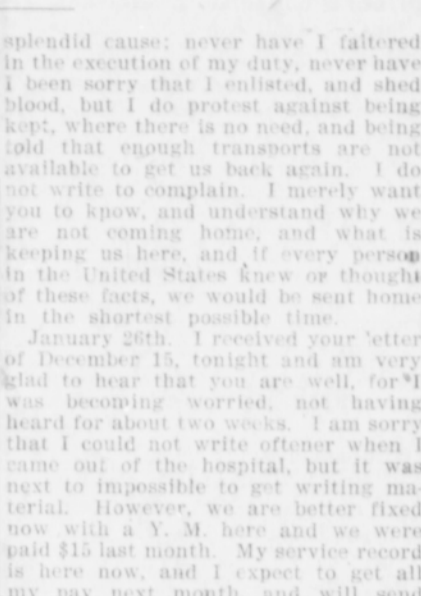 splendid cause; never have I faltered
in the execution of my duty, never have
I been sorry that I enlisted, and shed
blood, but I do protest against being
kept, where there is no need, and being
told that enough transports are not
available to get us back again. I do
not write to complain. I merely want
you to know, and understand why we
are not coming home, and what is
keeping us here, and if every person
in the United States knew or thought
of these facts, we would be sent home
in the shortest possible time.
January 26th. I received your letter
of December 15, tonight and am very
glad to hear that you are well, for I
was becoming worried, not having
heard for about two weeks. I am sorry
that I could not write oftener when I
came out of the hospital, but it was
next to impossible to get writing ma-
terial. However, we are better fixed
now with a Y. M. here and we were
paid $15 last month. My service record
is here now, and I expect to get all
my pay next month and will send